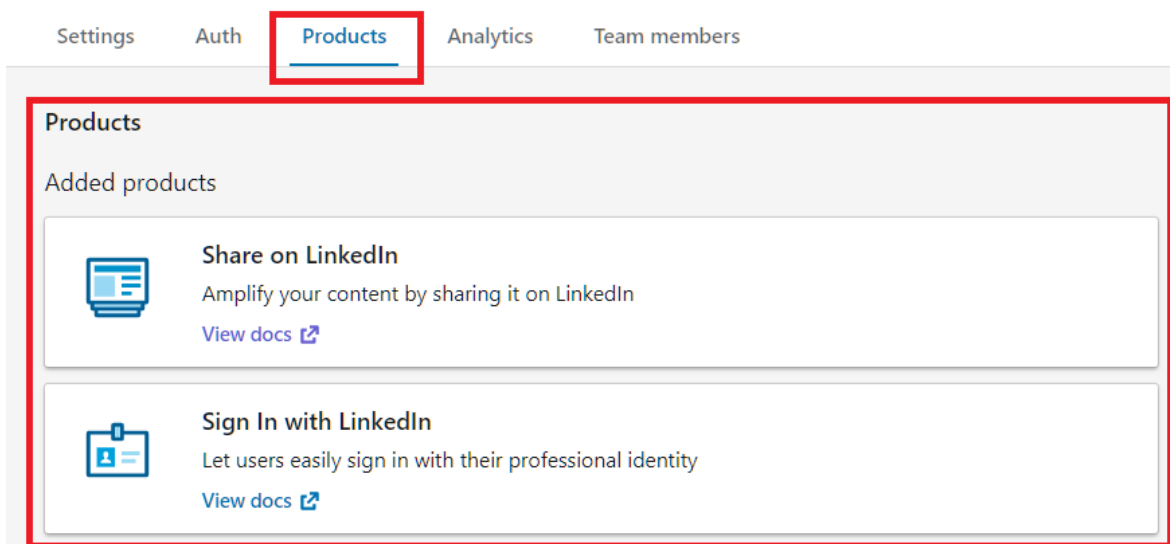 Settings Auth Products Analytics Team members
Products
Added products
Share on LinkedIn
Amplify your content by sharing it on LinkedIn
View docs
Sign In with LinkedIn
Let users easily sign in with their professional identity
View docs